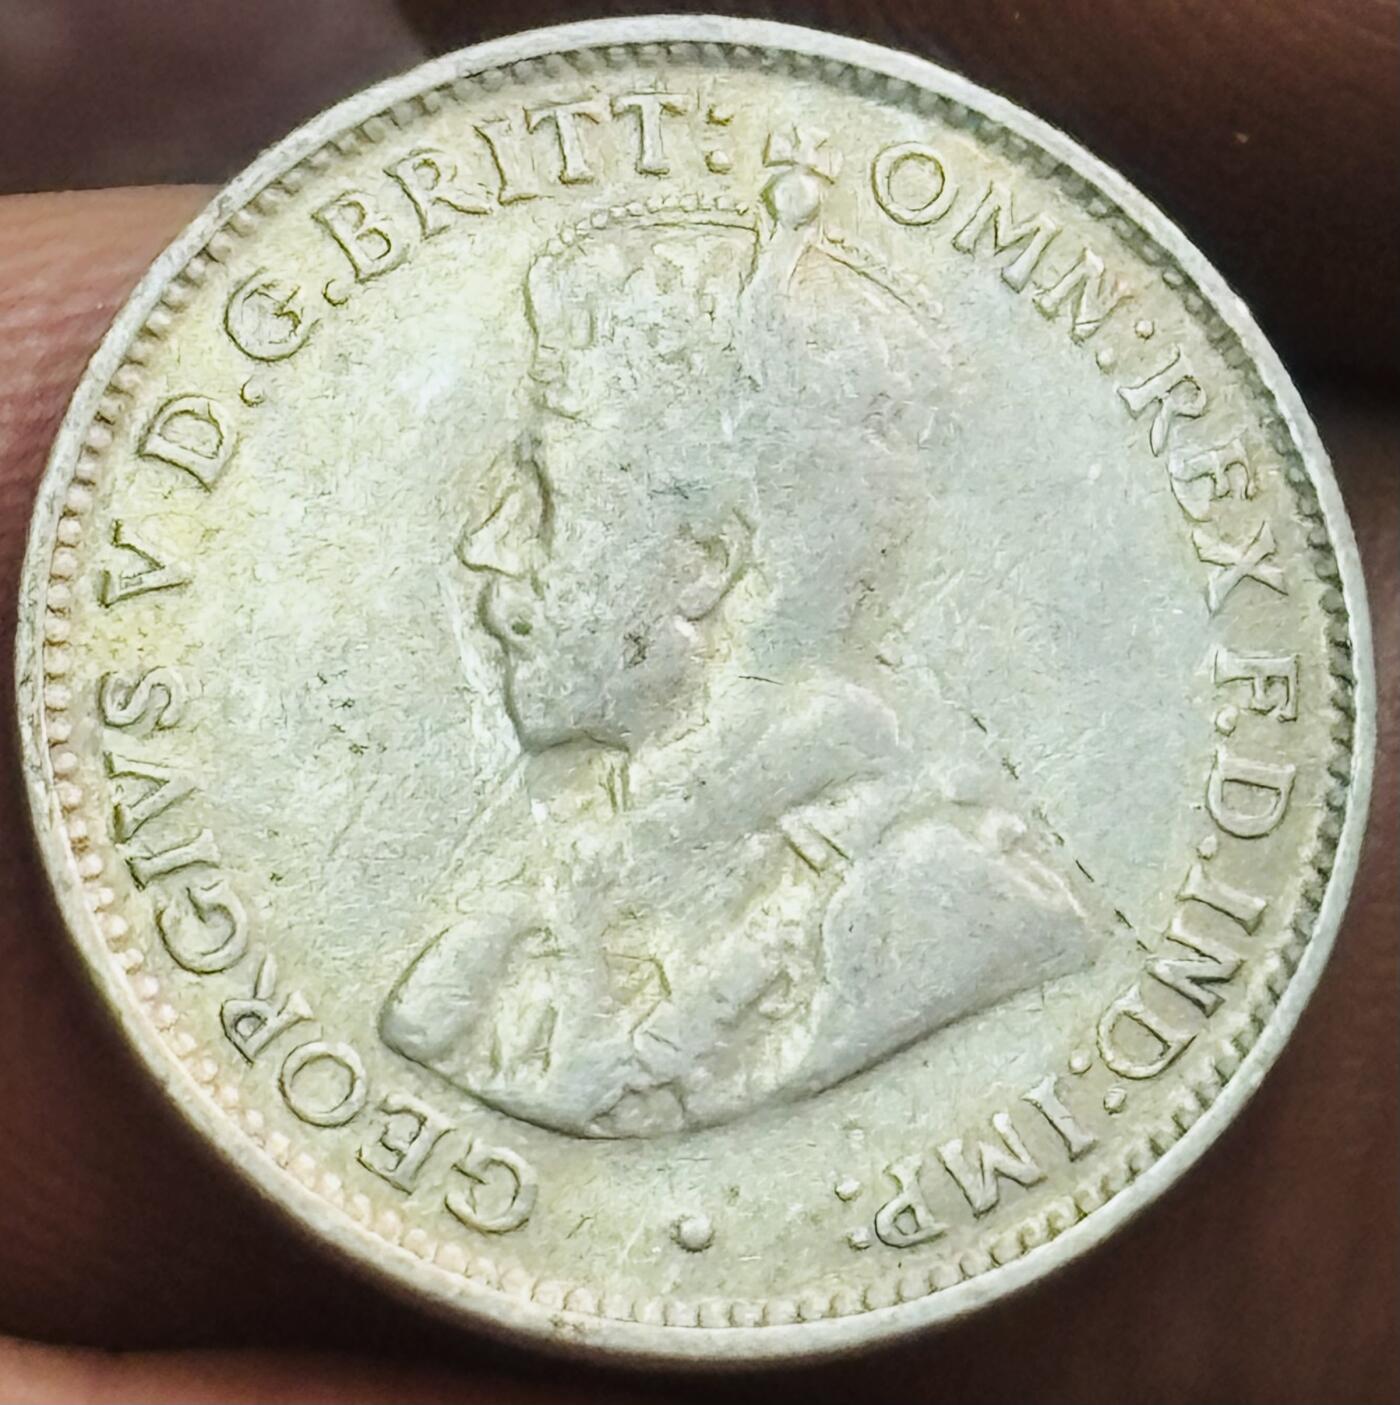 GEORGIVS V D.G.BRITT: OMN: REX F.D.IND:IMP: